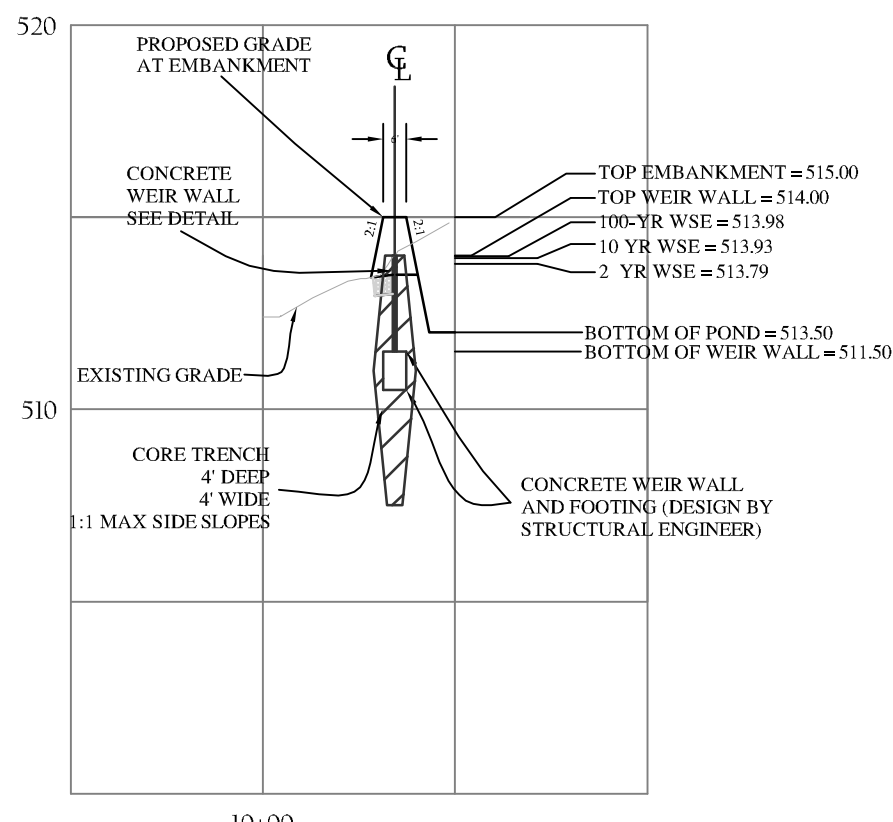 520
PROPOSED GRADE
AT EMBANKMENT
CL
6'
CONCRETE
WEIR WALL
SEE DETAIL
2:1
2:1
TOP EMBANKMENT = 515.00
TOP WEIR WALL = 514.00
100-YR WSE = 513.98
10 YR WSE = 513.93
2 YR WSE = 513.79
BOTTOM OF POND = 513.50
BOTTOM OF WEIR WALL = 511.50
EXISTING GRADE
510
CORE TRENCH
4' DEEP
4' WIDE
1:1 MAX SIDE SLOPES
CONCRETE WEIR WALL
AND FOOTING (DESIGN BY
STRUCTURAL ENGINEER)
10+00